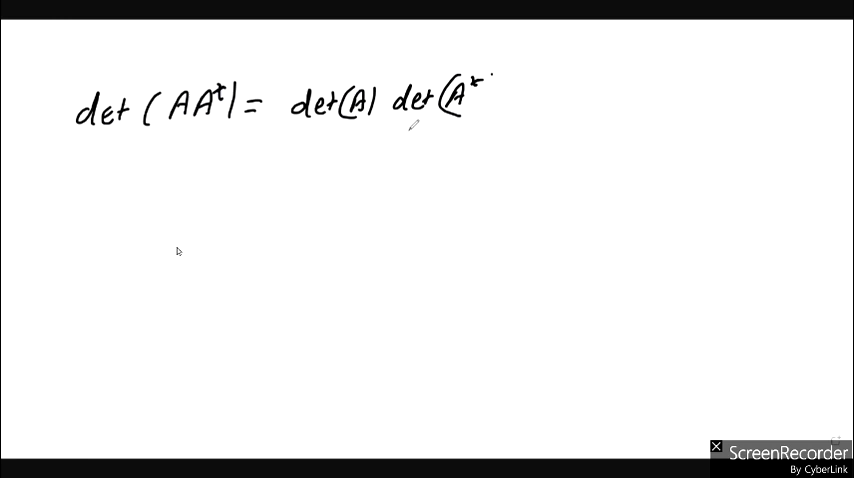 det (AAᵗ) = det(A) det(Aᵗ
ScreenRecorder
By CyberLink